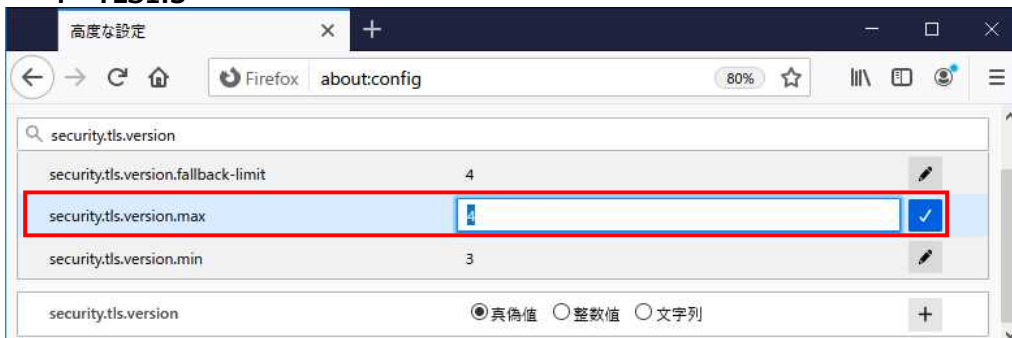 高度な設定
Firefox about:config 80%
security.tls.version
security.tls.version.fallback-limit 4
security.tls.version.max 4
security.tls.version.min 3
security.tls.version 真偽値 整数値 文字列